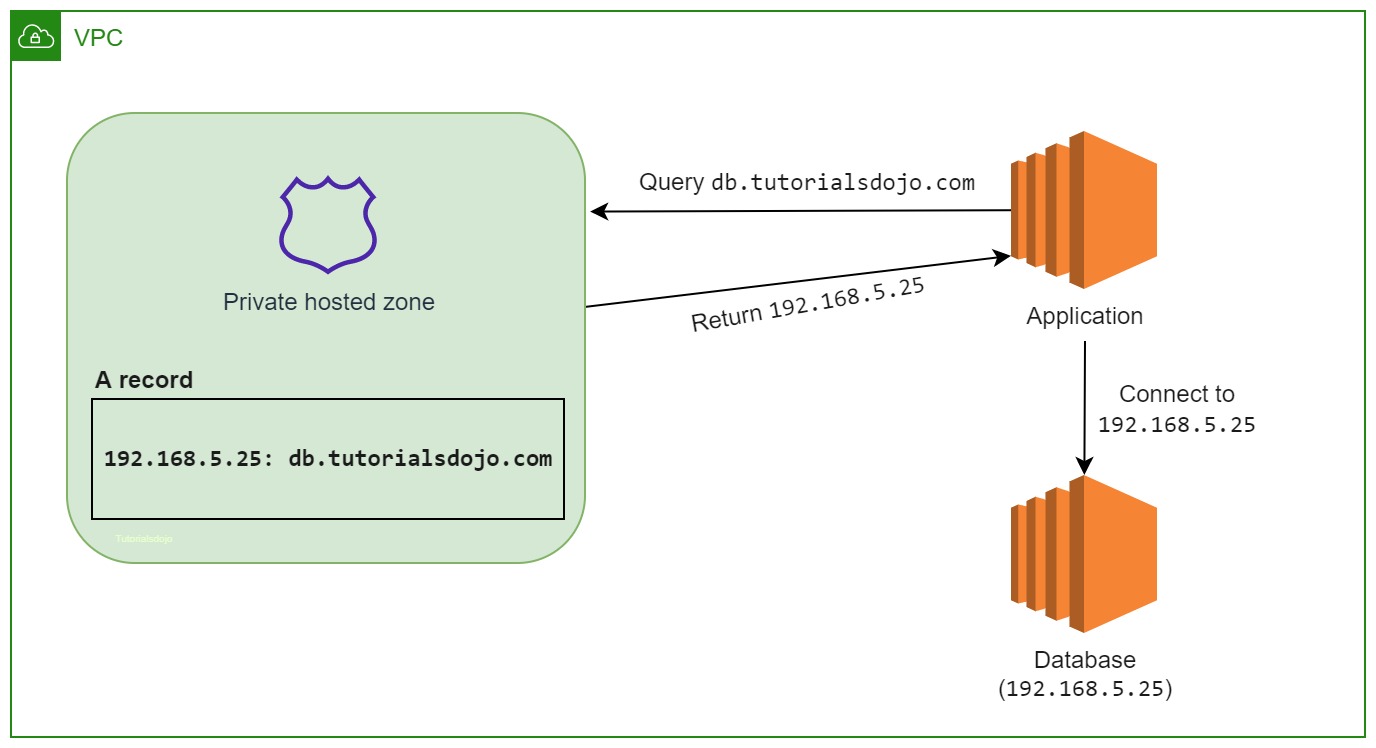 VPC
Query db.tutorialsdojo.com
Private hosted zone
Return 192.168.5.25
Application
A record
192.168.5.25: db.tutorialsdojo.com
Connect to
192.168.5.25
Tutorialsdojo
Database
(192.168.5.25)